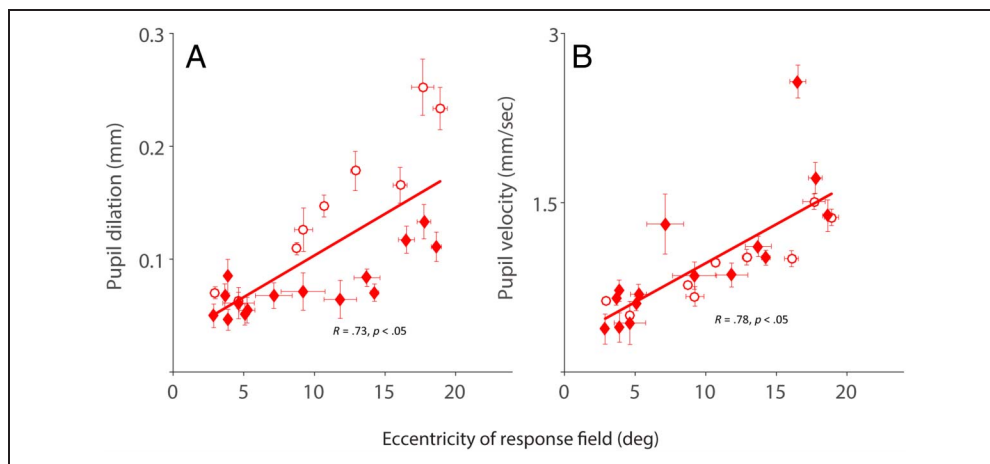 A
Pupil dilation (mm)
0.3
0.2
0.1
0
5
10
15
20
R = .73, p < .05
B
Pupil velocity (mm/sec)
3
1.5
0
5
10
15
20
R = .78, p < .05
Eccentricity of response field (deg)